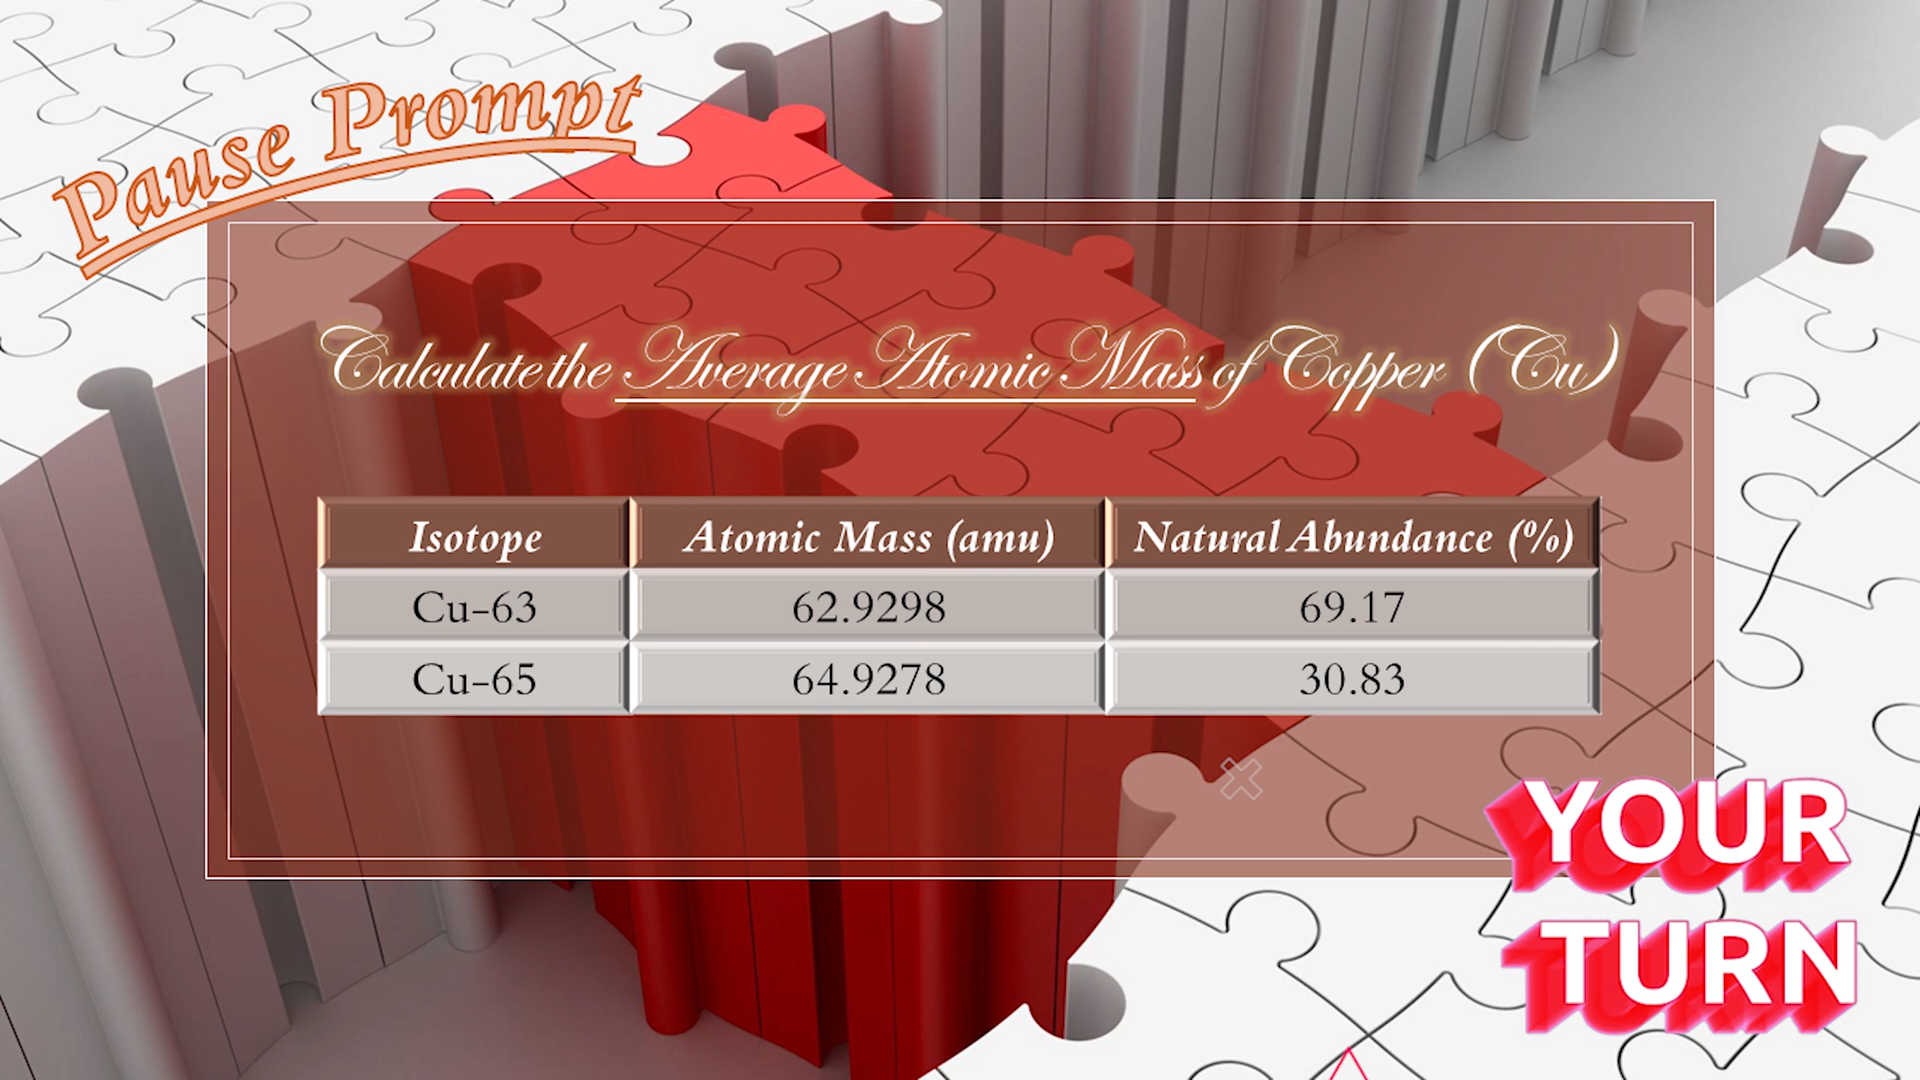 Pause Prompt
Calculate the Average Atomic Mass of Copper (Cu)
Isotope Atomic Mass (amu) Natural Abundance (%)
Cu-63 62.9298 69.17
Cu-65 64.9278 30.83
YOUR
TURN